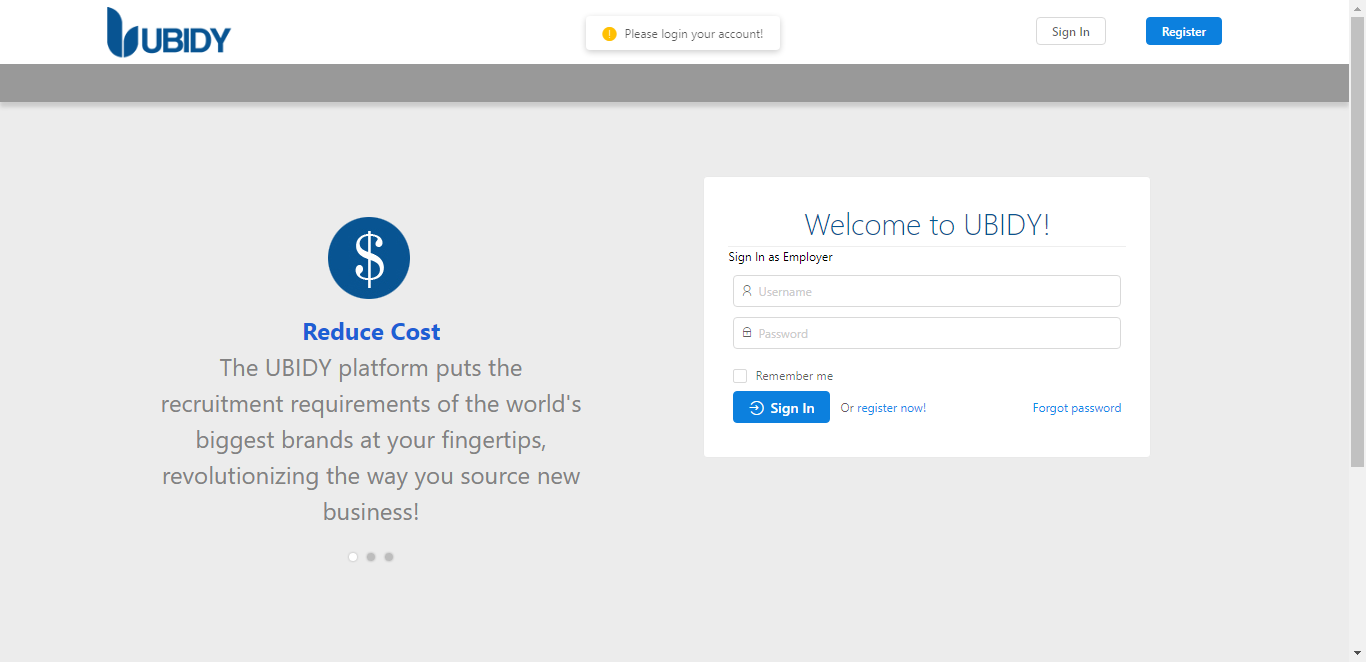 UBIDY
Please login your account!
Sign In
Register
$
Reduce Cost
The UBIDY platform puts the
recruitment requirements of the world's
biggest brands at your fingertips,
revolutionizing the way you source new
business!
Welcome to UBIDY!
Sign In as Employer
Username
Password
Remember me
Sign In
Or register now!
Forgot password